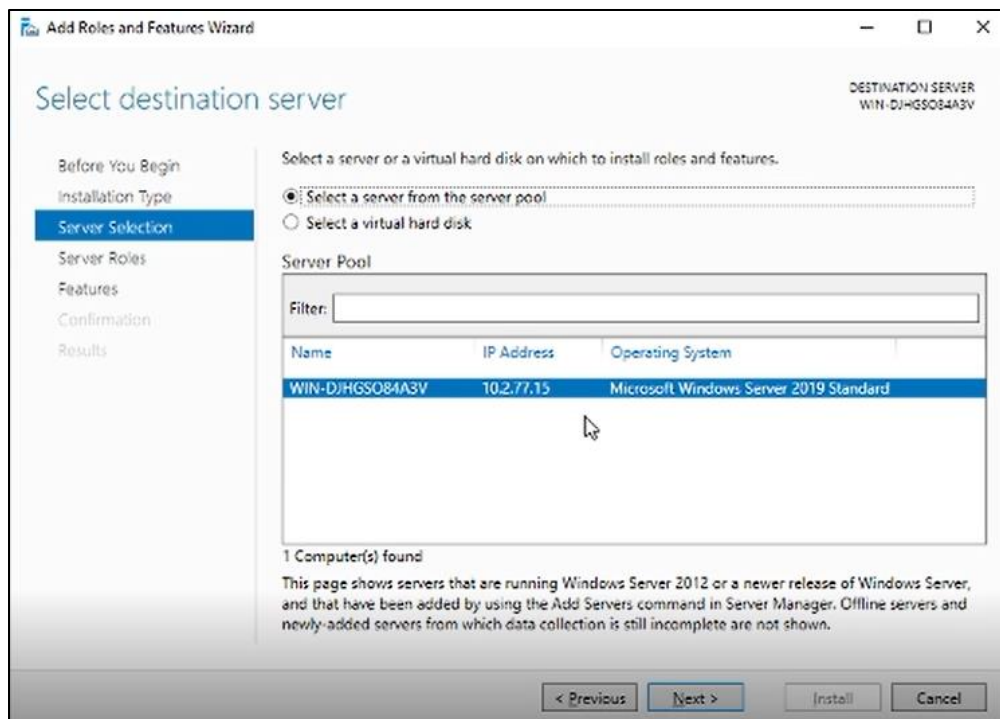 Add Roles and Features Wizard
Select destination server
DESTINATION SERVER
WIN-DJHGSO84A3V
Before You Begin
Installation Type
Server Selection
Server Roles
Features
Confirmation
Results
Select a server or a virtual hard disk on which to install roles and features.
Select a server from the server pool
Select a virtual hard disk
Server Pool
Filter:
Name IP Address Operating System
WIN-DJHGSO84A3V 10.2.77.15 Microsoft Windows Server 2019 Standard
1 Computer(s) found
This page shows servers that are running Windows Server 2012 or a newer release of Windows Server,
and that have been added by using the Add Servers command in Server Manager. Offline servers and
newly-added servers from which data collection is still incomplete are not shown.
< Previous Next > Install Cancel